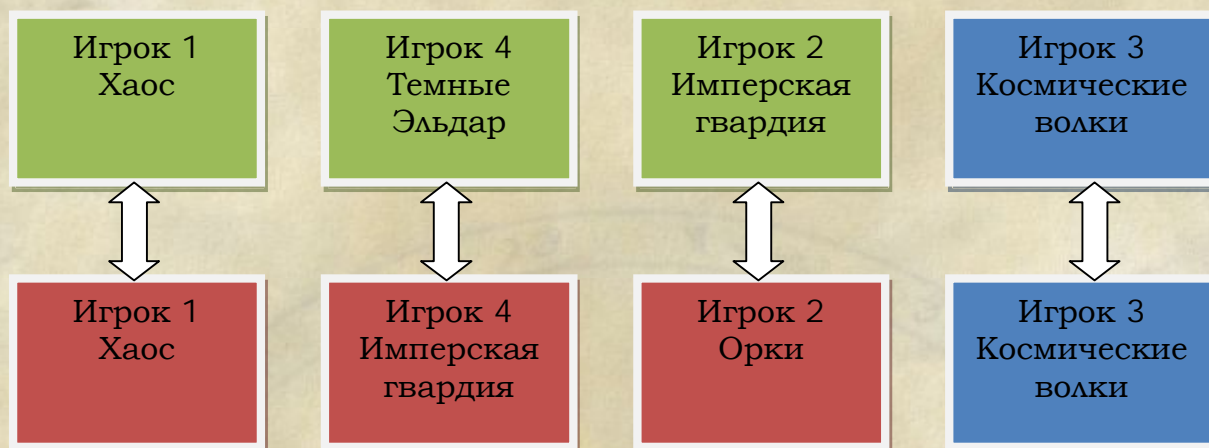 Игрок 1
Хаос
Игрок 4
Темные
Эльдар
Игрок 2
Имперская
гвардия
Игрок 3
Космические
волки
Игрок 1
Хаос
Игрок 4
Имперская
гвардия
Игрок 2
Орки
Игрок 3
Космические
волки